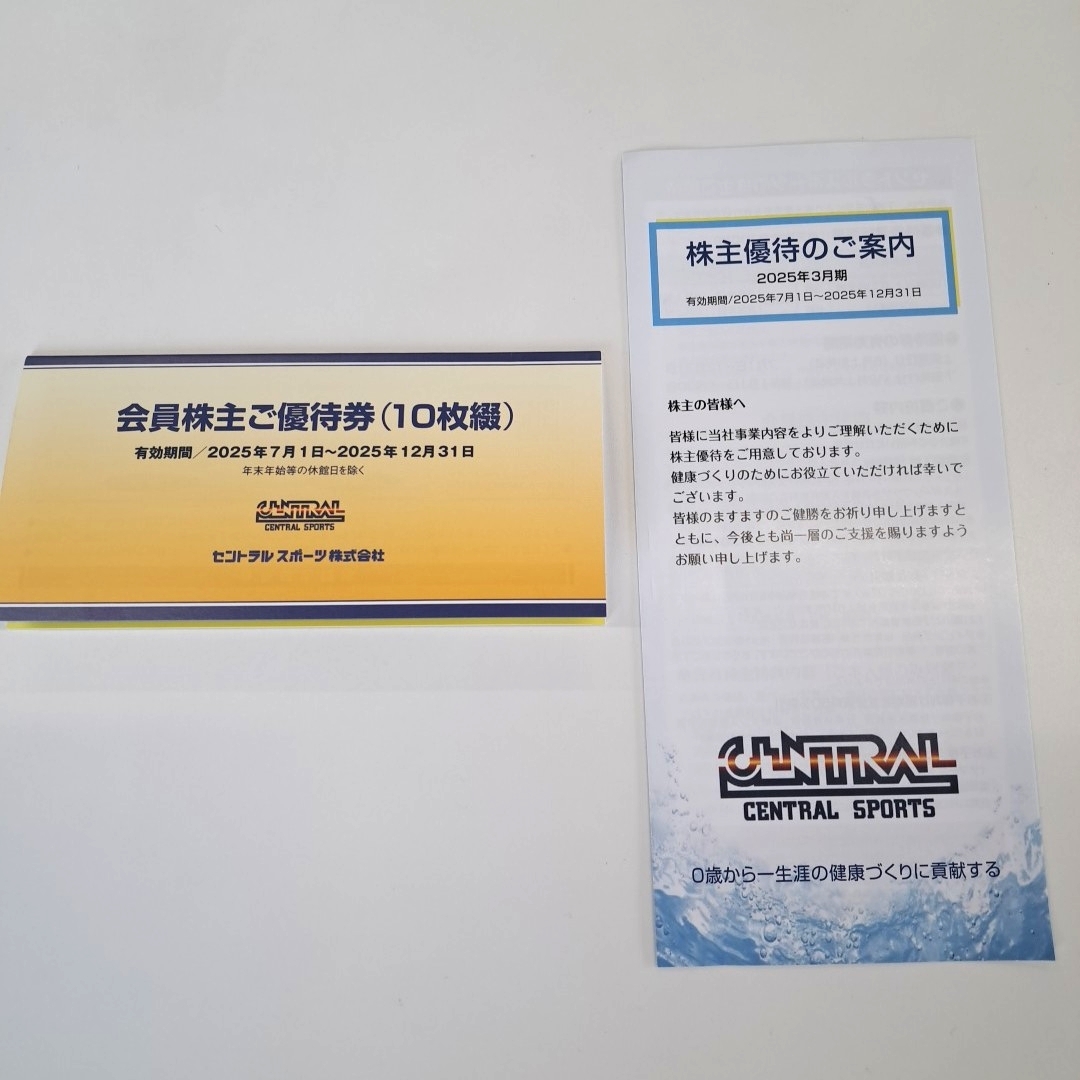 会員株主ご優待券(10枚綴)
有効期間／2025年7月1日～2025年12月31日
年末年始等の休館日を除く
CENTRAL
CENTRAL SPORTS
セントラルスポーツ株式会社
株主優待のご案内
2025年3月期
有効期間/2025年7月1日～2025年12月31日
株主の皆様へ
皆様に当社事業内容をよりご理解いただくために
株主優待をご用意しております。
健康づくりのためにお役立ていただければ幸いで
ございます。
皆様のますますのご健勝をお祈り申し上げますと
ともに、今後とも尚一層のご支援を賜りますよう
お願い申し上げます。
CENTRAL
CENTRAL SPORTS
0歳から一生涯の健康づくりに貢献する